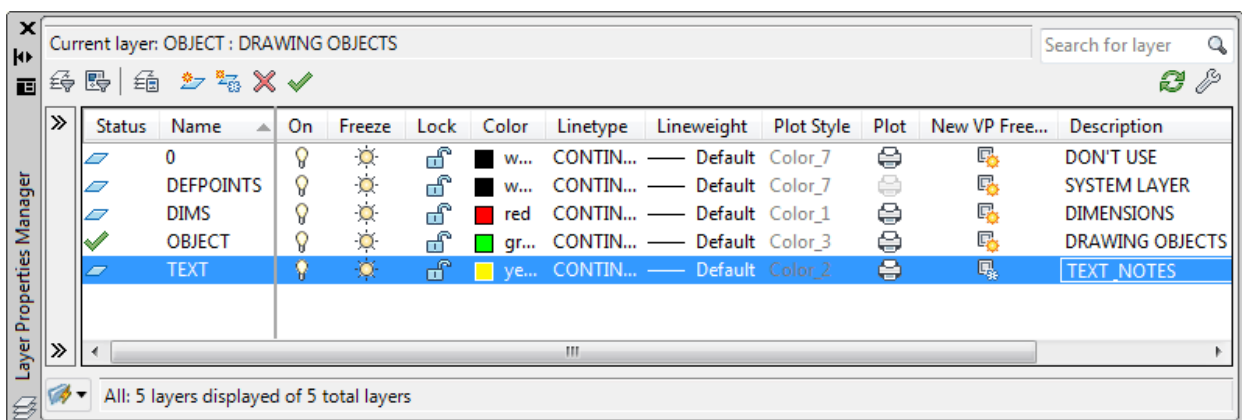 Current layer: OBJECT : DRAWING OBJECTS
Search for layer
Status Name On Freeze Lock Color Linetype Lineweight Plot Style Plot New VP Free... Description
0 w... CONTIN... Default Color_7 DON'T USE
DEFPOINTS w... CONTIN... Default Color_7 SYSTEM LAYER
DIMS red CONTIN... Default Color_1 DIMENSIONS
OBJECT gr... CONTIN... Default Color_3 DRAWING OBJECTS
TEXT ye... CONTIN... Default Color_2 TEXT_NOTES
All: 5 layers displayed of 5 total layers
Layer Properties Manager